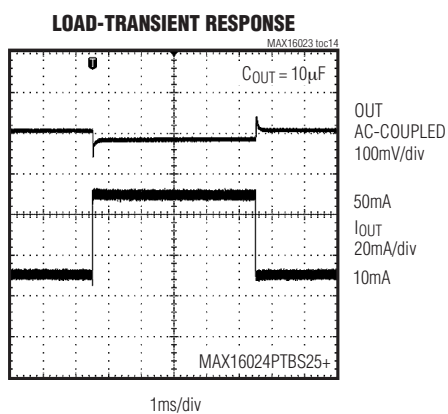 LOAD-TRANSIENT RESPONSE
MAX16023 toc14
T
COUT = 10μF
OUT
AC-COUPLED
100mV/div
50mA
IOUT
20mA/div
10mA
MAX16024PTBS25+
1ms/div